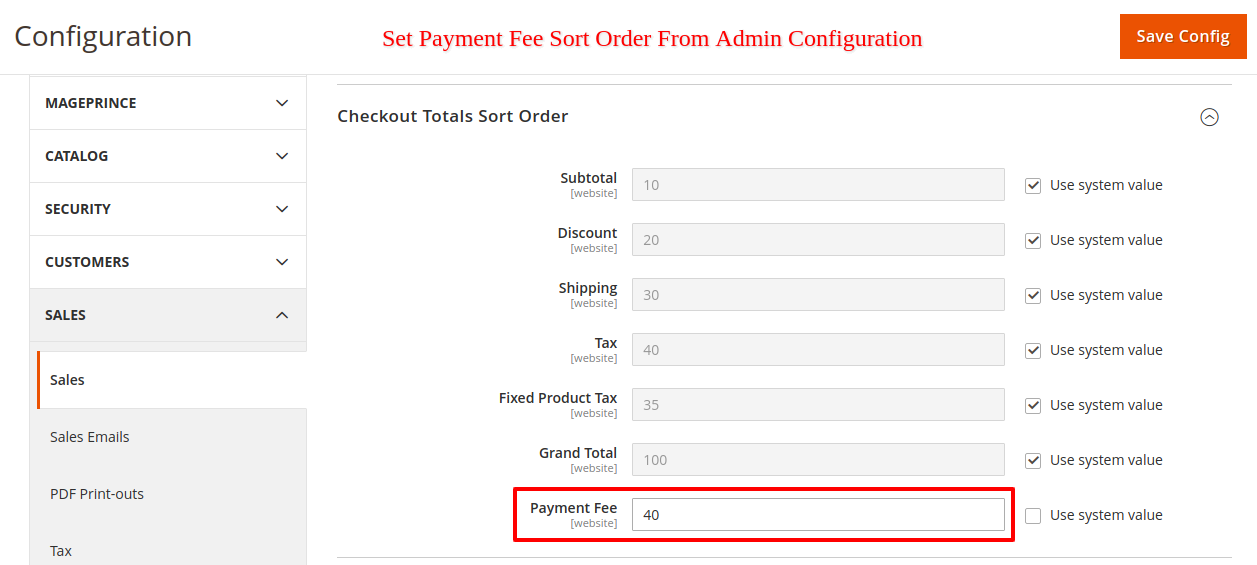 Configuration
Set Payment Fee Sort Order From Admin Configuration
Save Config
MAGEPRINCE
CATALOG
SECURITY
CUSTOMERS
SALES
Sales
Sales Emails
PDF Print-outs
Tax
Checkout Totals Sort Order
Subtotal 10 Use system value
[website]
Discount 20 Use system value
[website]
Shipping 30 Use system value
[website]
Tax 40 Use system value
[website]
Fixed Product Tax 35 Use system value
[website]
Grand Total 100 Use system value
[website]
Payment Fee 40 Use system value
[website]